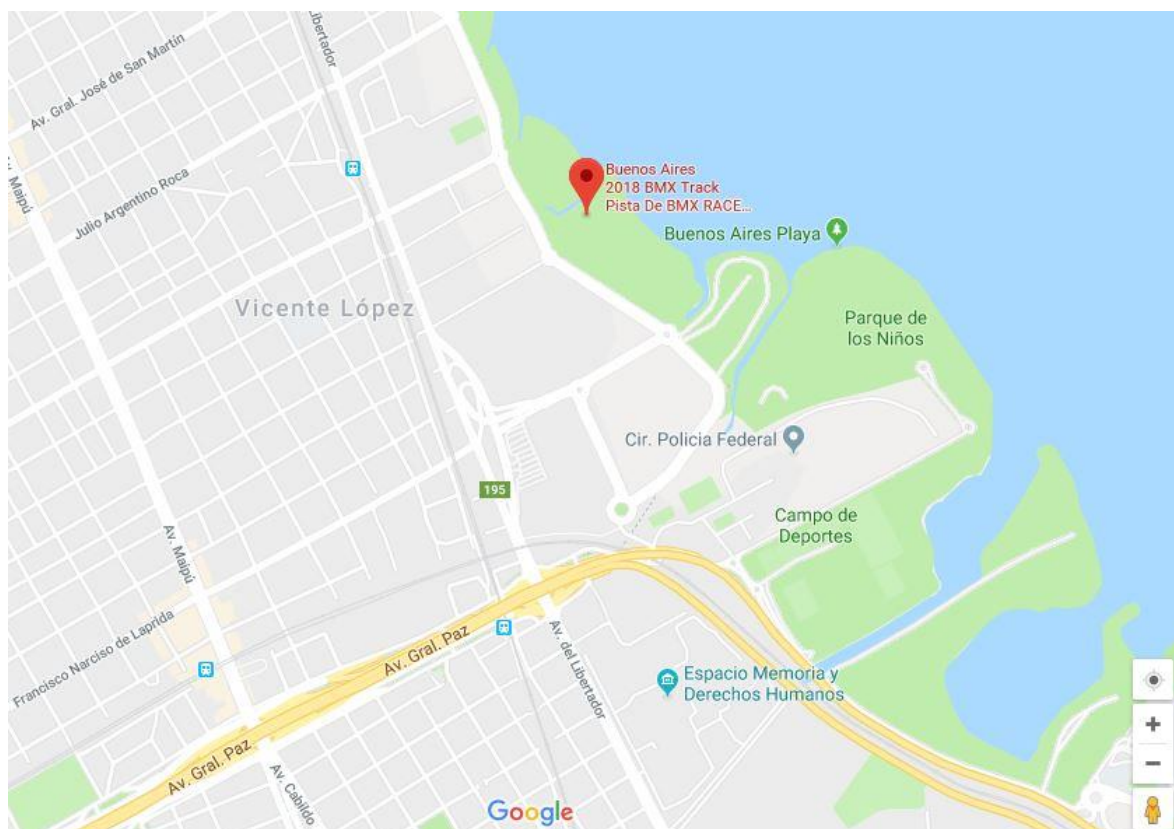 Libertador
Av. Gral. José de San Martín
Julio Argentino Roca
Av. Maipú
Buenos Aires
2018 BMX Track
Pista De BMX RACE...
Buenos Aires Playa
Vicente López
Parque de
los Niños
Cir. Policia Federal
195
Campo de
Deportes
Av. Maipú
Francisco Narciso de Laprida
Av. Gral. Paz
Av. del Libertador
Espacio Memoria y
Derechos Humanos
Av. Gral. Paz
Av. Cabildo
Google
+
−